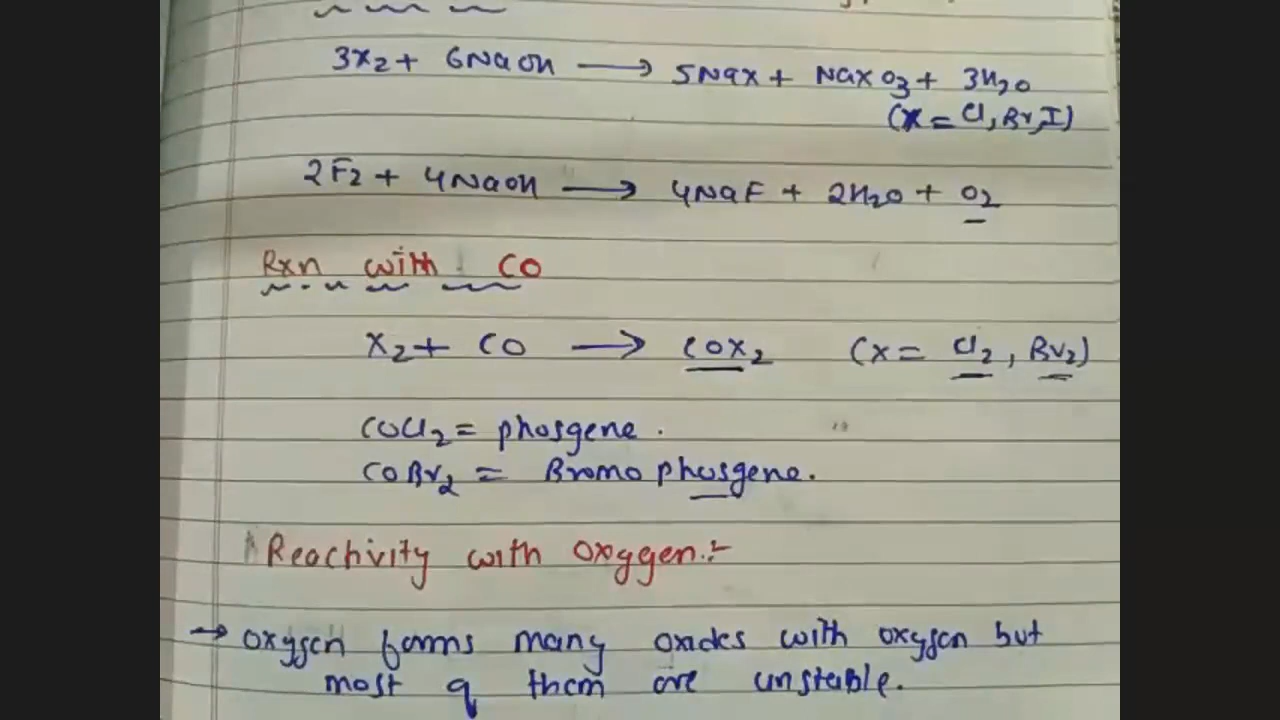 3X2 + 6NaOH → 5NaX + NaXO3 + 3H2O
(X = Cl, Br, I)
2F2 + 4NaOH → 4NaF + 2H2O + O2
Rxn with CO
X2 + CO → COX2 (X = Cl2, Br2)
COCl2 = phosgene.
COBr2 = Bromo phosgene.
Reactivity with Oxygen :-
→ Oxygen forms many oxides with oxygen but
most of them are unstable.